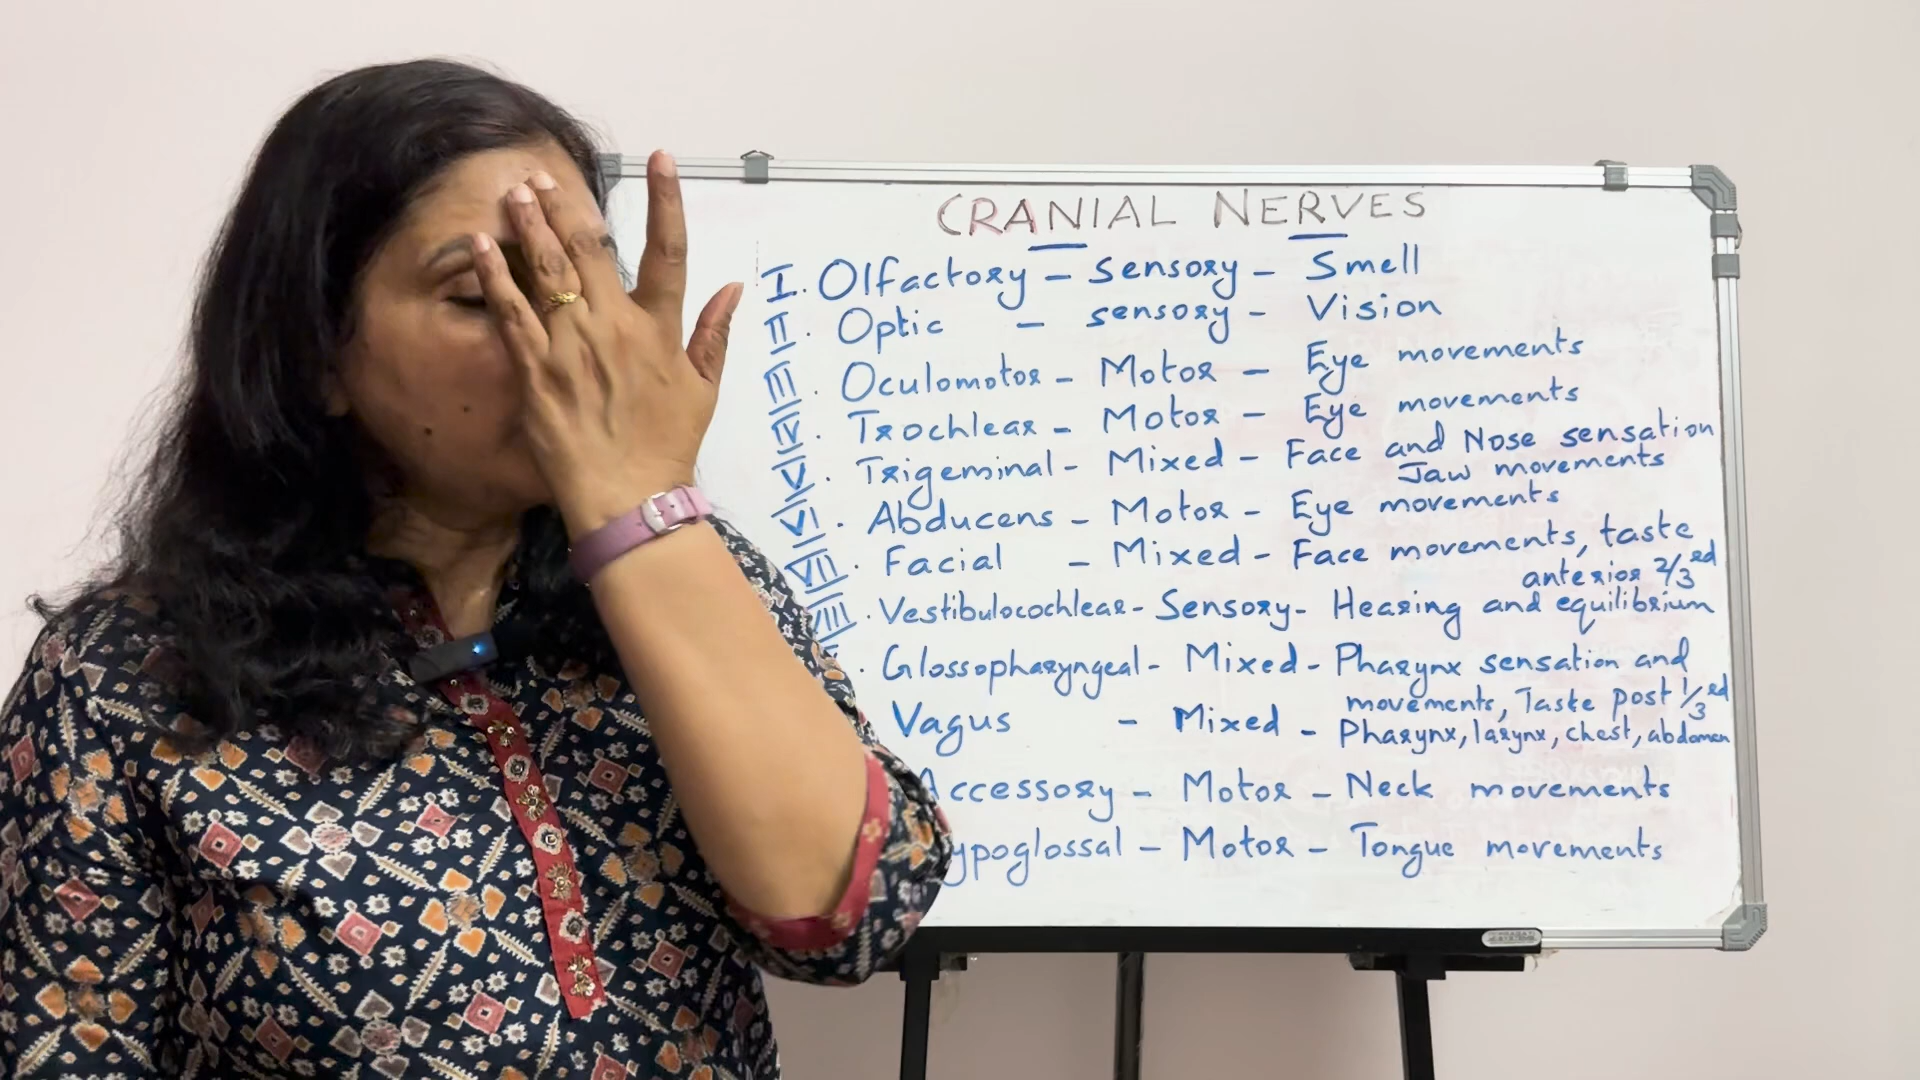 CRANIAL NERVES
I. Olfactory - Sensory - Smell
II. Optic - sensory - Vision
III. Oculomotor - Motor - Eye movements
IV. Trochlear - Motor - Eye movements
V. Trigeminal - Mixed - Face and Nose sensation
Jaw movements
VI. Abducens - Motor - Eye movements
VII. Facial - Mixed - Face movements, taste
anterior 2/3rd
VIII. Vestibulocochlear - Sensory - Hearing and equilibrium
. Glossopharyngeal - Mixed - Pharynx sensation and
movements, Taste post 1/3rd
Vagus - Mixed - Pharynx, larynx, chest, abdomen
Accessory - Motor - Neck movements
ypoglossal - Motor - Tongue movements